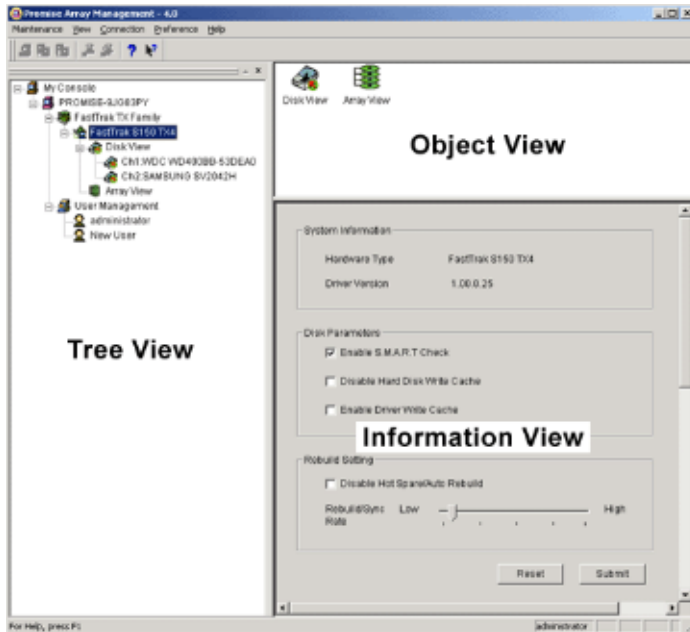 Promise Array Management - 4.0
Maintenance View Connection Preference Help
My Console
PROMISE-9JG83PY
FastTrak TX Family
FastTrak S150 TX4
Disk View
Ch1:WDC WD400BB-53DEA0
Ch2:SAMSUNG SV2042H
Array View
User Management
administrator
New User
Tree View
Disk View Array View
Object View
System Information
Hardware Type FastTrak S150 TX4
Driver Version 1.00.0.25
Disk Parameters
Enable S.M.A.R.T Check
Disable Hard Disk Write Cache
Enable Driver Write Cache
Information View
Rebuild Setting
Disable Hot Spare/Auto Rebuild
Rebuild/Sync Rate Low High
Reset Submit
For Help, press F1 administrator